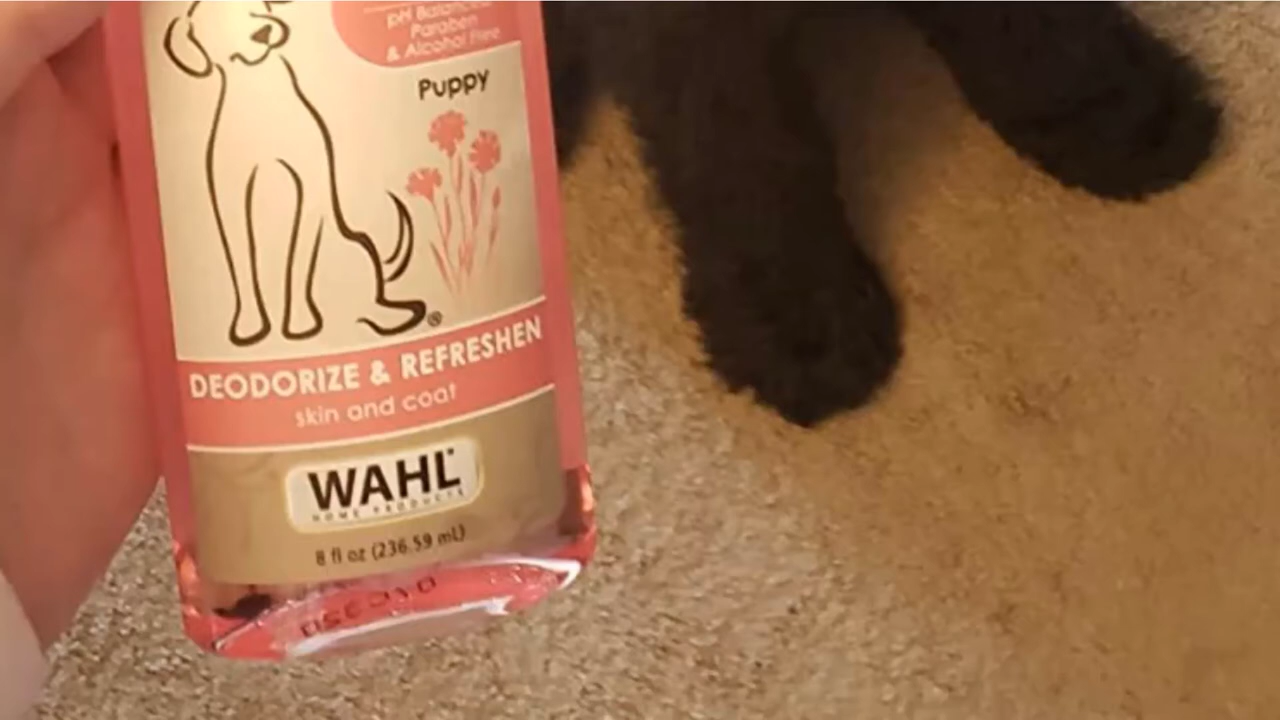 pH Balanced
Paraben
& Alcohol Free
Puppy
®
DEODORIZE & REFRESHEN
skin and coat
WAHL
HOME PRODUCTS
8 fl oz (236.59 mL)